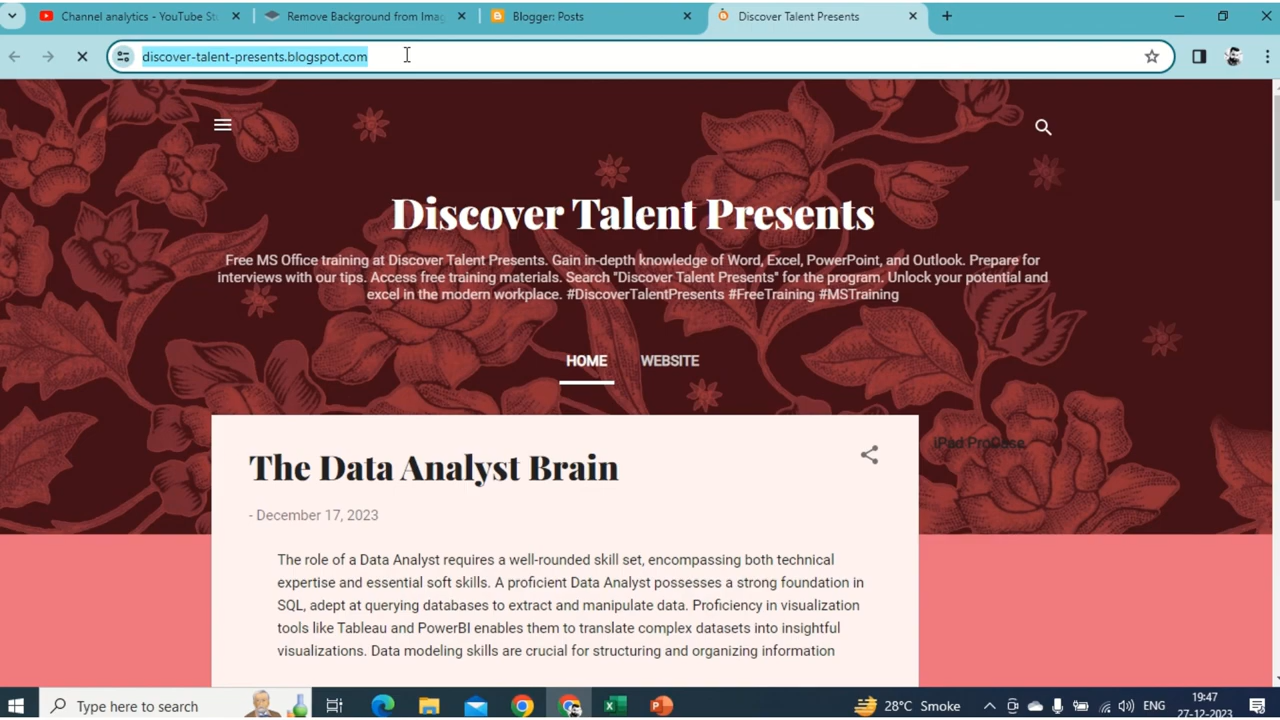 Channel analytics - YouTube St
Remove Background from Imag
Blogger: Posts
Discover Talent Presents
discover-talent-presents.blogspot.com
Discover Talent Presents
Free MS Office training at Discover Talent Presents. Gain in-depth knowledge of Word, Excel, PowerPoint, and Outlook. Prepare for
interviews with our tips. Access free training materials. Search "Discover Talent Presents" for the program. Unlock your potential and
excel in the modern workplace. #DiscoverTalentPresents #FreeTraining #MSTraining
HOME WEBSITE
iPad ProCase
The Data Analyst Brain
- December 17, 2023
The role of a Data Analyst requires a well-rounded skill set, encompassing both technical
expertise and essential soft skills. A proficient Data Analyst possesses a strong foundation in
SQL, adept at querying databases to extract and manipulate data. Proficiency in visualization
tools like Tableau and PowerBI enables them to translate complex datasets into insightful
visualizations. Data modeling skills are crucial for structuring and organizing information
Type here to search
28°C Smoke
ENG
19:47
27-12-2023